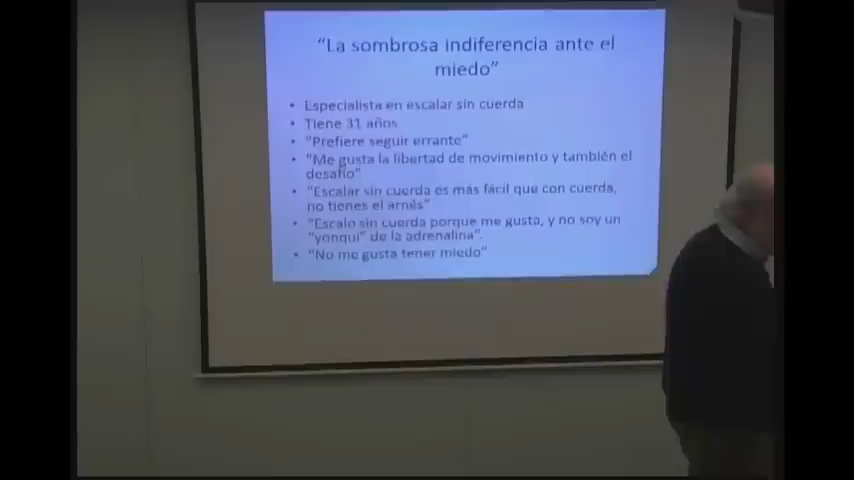 “La sombrosa indiferencia ante el
miedo”
• Especialista en escalar sin cuerda
• Tiene 31 años
• “Prefiere seguir errante”
• “Me gusta la libertad de movimiento y también el
desafío”
• “Escalar sin cuerda es más fácil que con cuerda,
no tienes el arnés”
• “Escalo sin cuerda porque me gusta, y no soy un
“yonqui” de la adrenalina”.
• “No me gusta tener miedo”